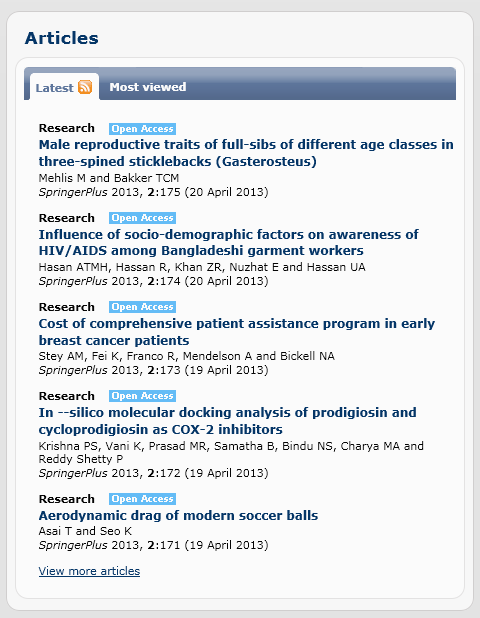 Articles
Latest
Most viewed
Research Open Access
Male reproductive traits of full-sibs of different age classes in
three-spined sticklebacks (Gasterosteus)
Mehlis M and Bakker TCM
SpringerPlus 2013, 2:175 (20 April 2013)
Research Open Access
Influence of socio-demographic factors on awareness of
HIV/AIDS among Bangladeshi garment workers
Hasan ATMH, Hassan R, Khan ZR, Nuzhat E and Hassan UA
SpringerPlus 2013, 2:174 (20 April 2013)
Research Open Access
Cost of comprehensive patient assistance program in early
breast cancer patients
Stey AM, Fei K, Franco R, Mendelson A and Bickell NA
SpringerPlus 2013, 2:173 (19 April 2013)
Research Open Access
In --silico molecular docking analysis of prodigiosin and
cycloprodigiosin as COX-2 inhibitors
Krishna PS, Vani K, Prasad MR, Samatha B, Bindu NS, Charya MA and
Reddy Shetty P
SpringerPlus 2013, 2:172 (19 April 2013)
Research Open Access
Aerodynamic drag of modern soccer balls
Asai T and Seo K
SpringerPlus 2013, 2:171 (19 April 2013)
View more articles